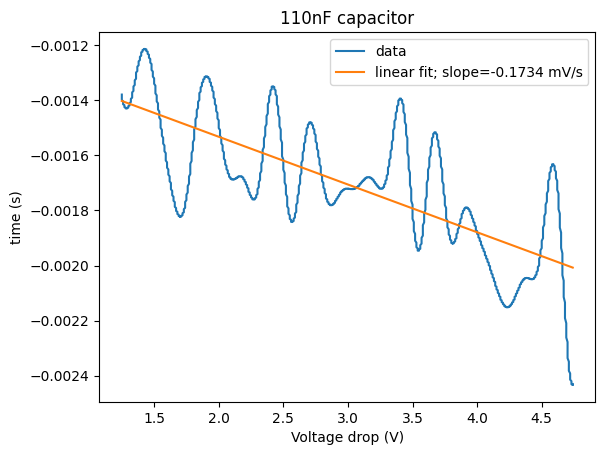 110nF capacitor
data
linear fit; slope=-0.1734 mV/s
−0.0012
−0.0014
−0.0016
−0.0018
−0.0020
−0.0022
−0.0024
time (s)
1.5
2.0
2.5
3.0
3.5
4.0
4.5
Voltage drop (V)